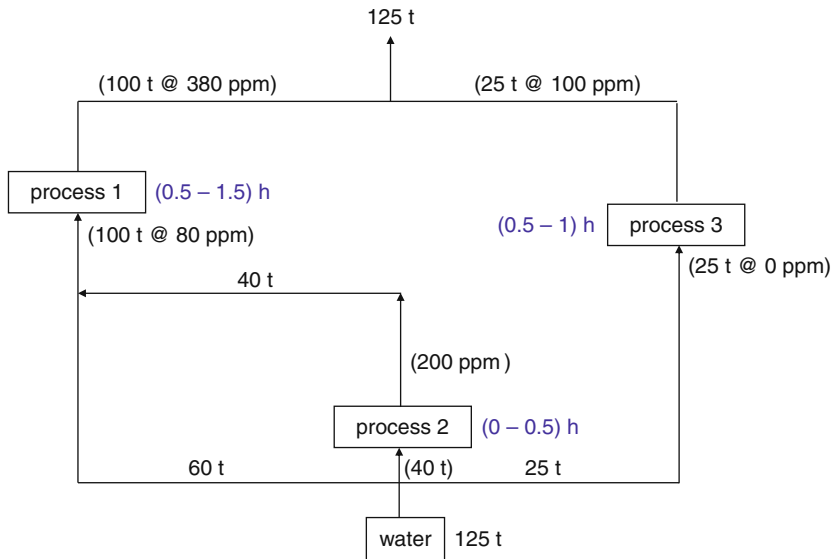 125 t
(100 t @ 380 ppm)
(25 t @ 100 ppm)
process 1
(0.5 – 1.5) h
(0.5 – 1) h
process 3
(100 t @ 80 ppm)
(25 t @ 0 ppm)
40 t
(200 ppm)
process 2
(0 – 0.5) h
60 t
(40 t)
25 t
water
125 t